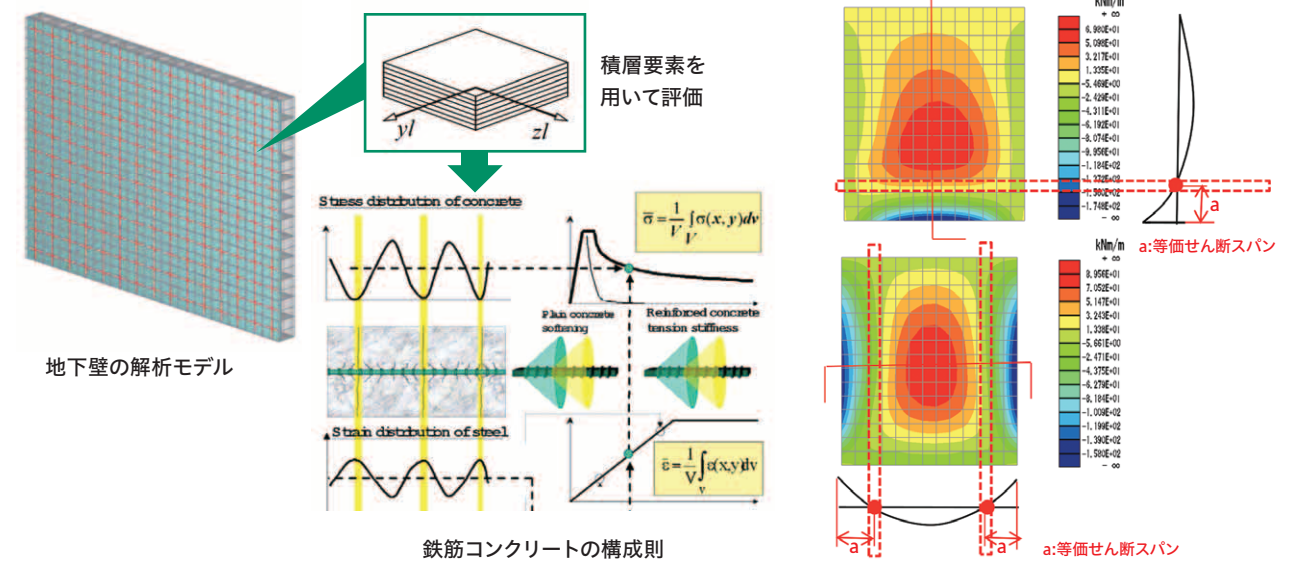 積層要素を
用いて評価
yl
zl
地下壁の解析モデル
Stress distribution of concrete
σ̅ = 1/V ∫V σ(x, y)dv
Plain concrete
softening
Reinforced concrete
tension stiffness
Strain distribution of steel
ε̅ = 1/V ∫v ε(x,y)dv
鉄筋コンクリートの構成則
kNm/m
+ ∞
6.980E+01
5.098E+01
3.217E+01
1.335E+01
-5.469E+00
-2.429E+01
-4.311E+01
-6.192E+01
-8.074E+01
-9.956E+01
-1.184E+02
-1.748E+02
- ∞
a
a:等価せん断スパン
kNm/m
+ ∞
8.956E+01
7.052E+01
5.147E+01
3.243E+01
1.338E+01
-5.661E+00
-2.471E+01
-4.375E+01
-6.279E+01
-8.184E+01
-1.009E+02
-1.199E+02
-1.390E+02
-1.580E+02
- ∞
a
a
a:等価せん断スパン